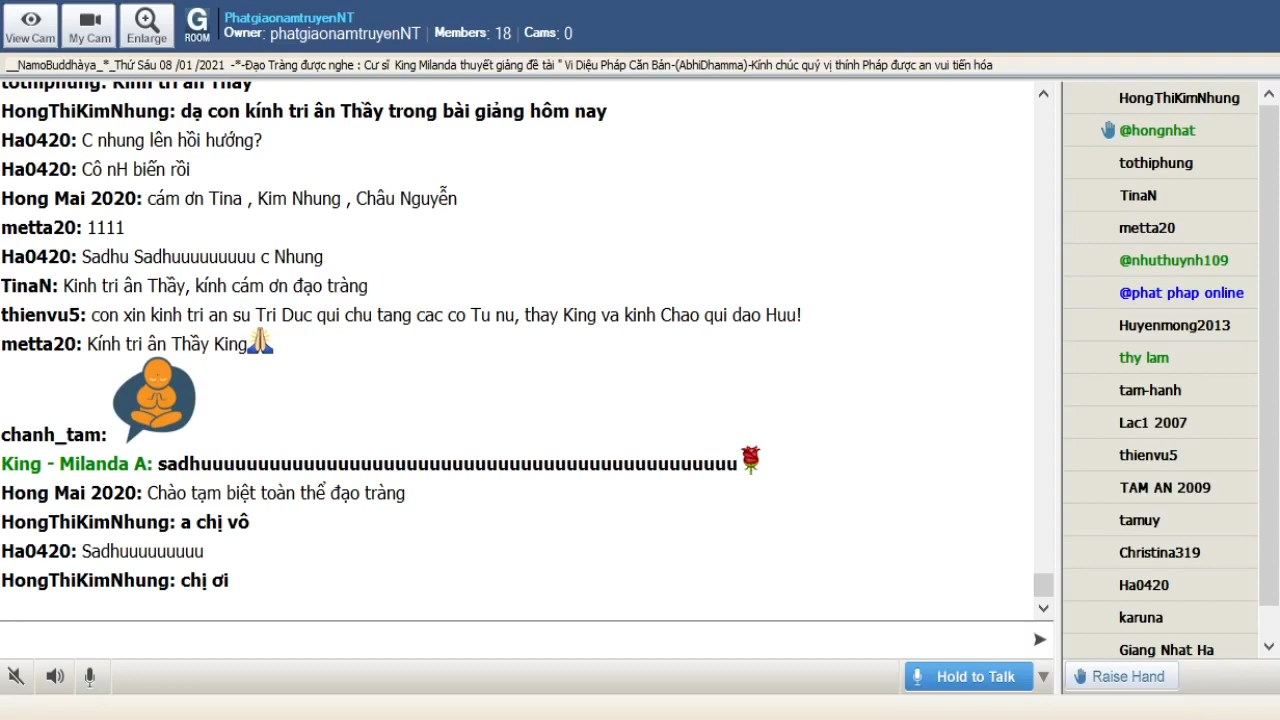 View Cam
My Cam
Enlarge
G
ROOM
PhatgiaonamtruyenNT
Owner: phatgiaonamtruyenNT | Members: 18 | Cams: 0
__NamoBuddhàya_*_Thứ Sáu 08 /01 /2021 -*-Đạo Tràng được nghe : Cư sĩ King Milanda thuyết giảng đề tài " Vi Diệu Pháp Căn Bản-(AbhiDhamma)-Kính chúc quý vị thính Pháp được an vui tiến hóa
tothiphung: Kính tri ân Thầy
HongThiKimNhung: dạ con kính tri ân Thầy trong bài giảng hôm nay
Ha0420: C nhung lên hồi hướng?
Ha0420: Cô nH biến rồi
Hong Mai 2020: cám ơn Tina , Kim Nhung , Châu Nguyễn
metta20: 1111
Ha0420: Sadhu Sadhuuuuuuuuu c Nhung
TinaN: Kinh tri ân Thầy, kính cám ơn đạo tràng
thienvu5: con xin kinh tri an su Tri Duc qui chu tang cac co Tu nu, thay King va kinh Chao qui dao Huu!
metta20: Kính tri ân Thầy King
chanh_tam:
King - Milanda A: sadhuuuuuuuuuuuuuuuuuuuuuuuuuuuuuuuuuuuuuuuuuuuuuuu
Hong Mai 2020: Chào tạm biệt toàn thể đạo tràng
HongThiKimNhung: a chị vô
Ha0420: Sadhuuuuuuuuu
HongThiKimNhung: chị ơi
HongThiKimNhung
@hongnhat
tothiphung
TinaN
metta20
@nhuthuynh109
@phat phap online
Huyenmong2013
thy lam
tam-hanh
Lac1 2007
thienvu5
TAM AN 2009
tamuy
Christina319
Ha0420
karuna
Giang Nhat Ha
Hold to Talk
Raise Hand